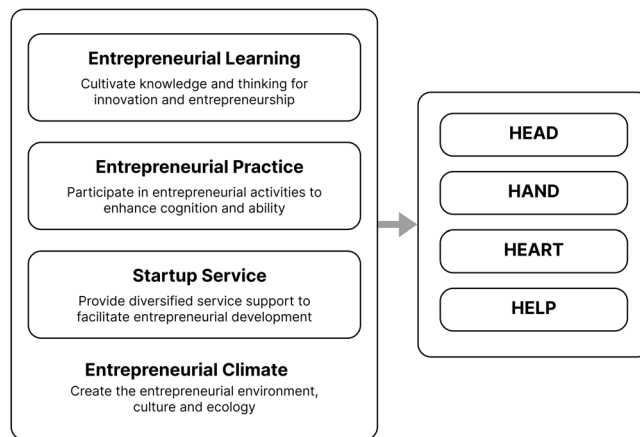 Entrepreneurial Learning
Cultivate knowledge and thinking for
innovation and entrepreneurship
Entrepreneurial Practice
Participate in entrepreneurial activities to
enhance cognition and ability
Startup Service
Provide diversified service support to
facilitate entrepreneurial development
Entrepreneurial Climate
Create the entrepreneurial environment,
culture and ecology
HEAD
HAND
HEART
HELP